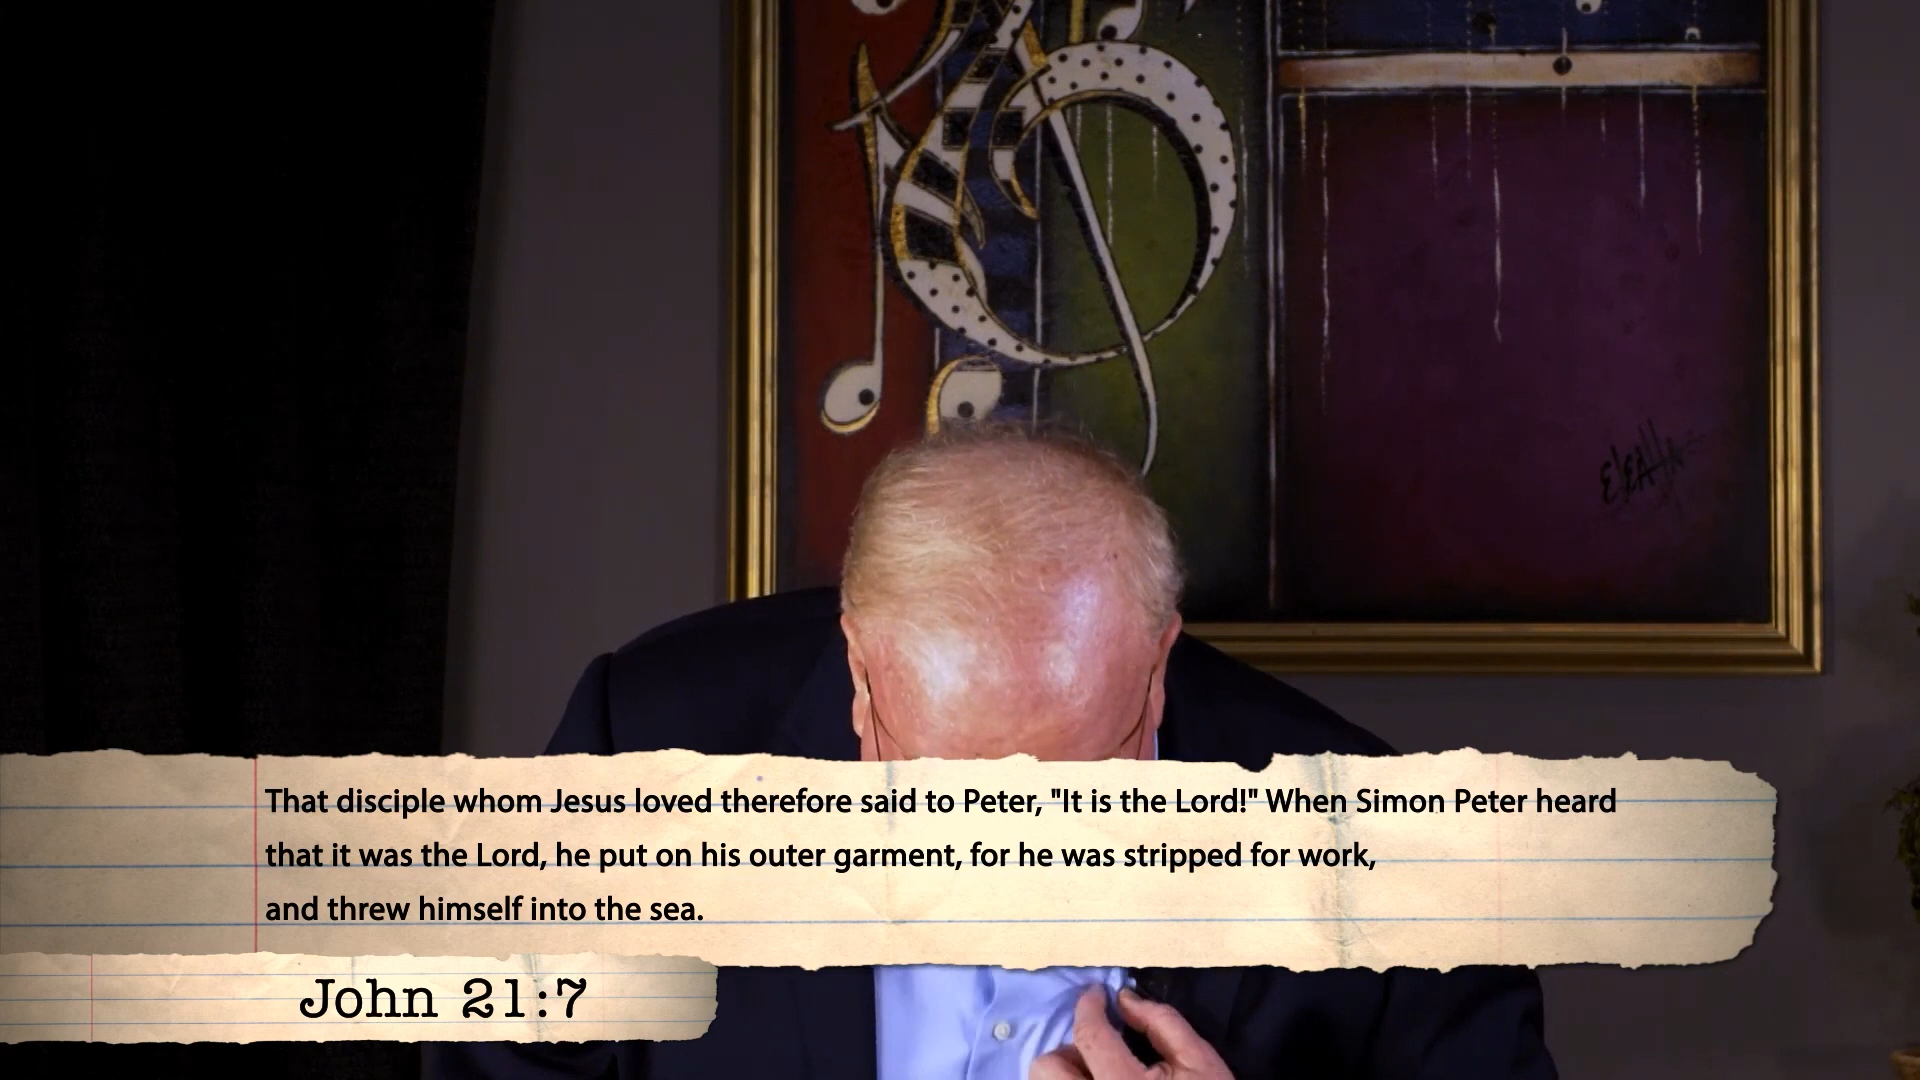 That disciple whom Jesus loved therefore said to Peter, "It is the Lord!" When Simon Peter heard
that it was the Lord, he put on his outer garment, for he was stripped for work,
and threw himself into the sea.
John 21:7